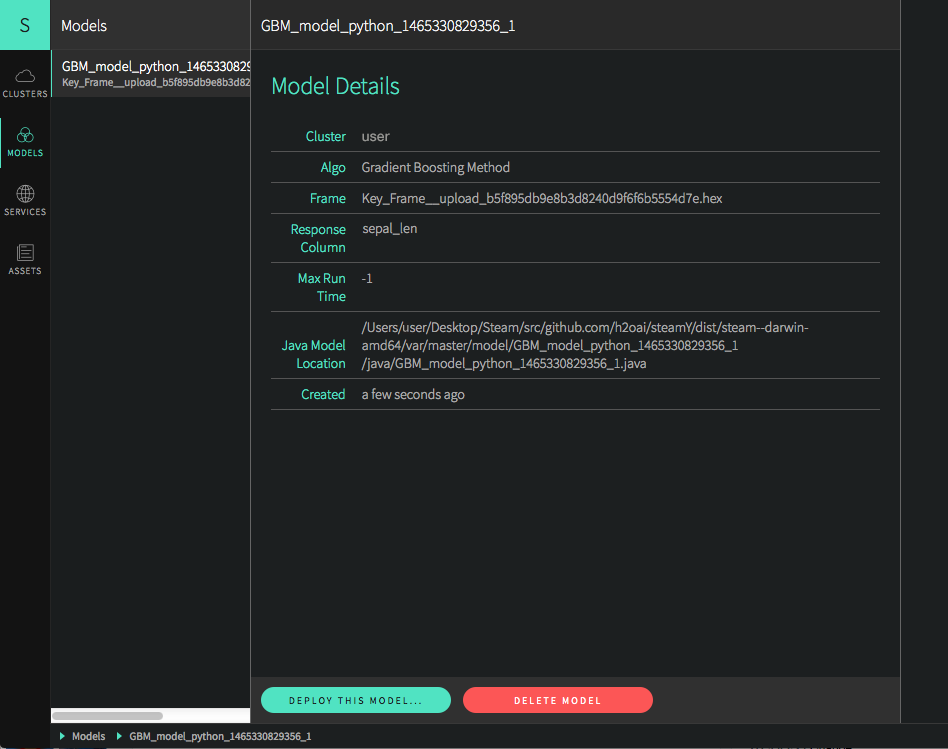 S
Models
GBM_model_python_1465330829356_1
CLUSTERS
MODELS
SERVICES
ASSETS
GBM_model_python_1465330829
Key_Frame__upload_b5f895db9e8b3d82
Model Details
Cluster user
Algo Gradient Boosting Method
Frame Key_Frame__upload_b5f895db9e8b3d8240d9f6f6b5554d7e.hex
Response sepal_len
Column
Max Run -1
Time
/Users/user/Desktop/Steam/src/github.com/h2oai/steamY/dist/steam--darwin-
Java Model amd64/var/master/model/GBM_model_python_1465330829356_1
Location /java/GBM_model_python_1465330829356_1.java
Created a few seconds ago
DEPLOY THIS MODEL...
DELETE MODEL
Models GBM_model_python_1465330829356_1